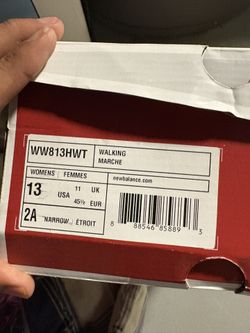 WW813HWT
WALKING
MARCHE
WOMENS FEMMES
newbalance.com
13
USA
11
UK
45½
EUR
2A
NARROW
ÉTROIT
8 88546 85889 3